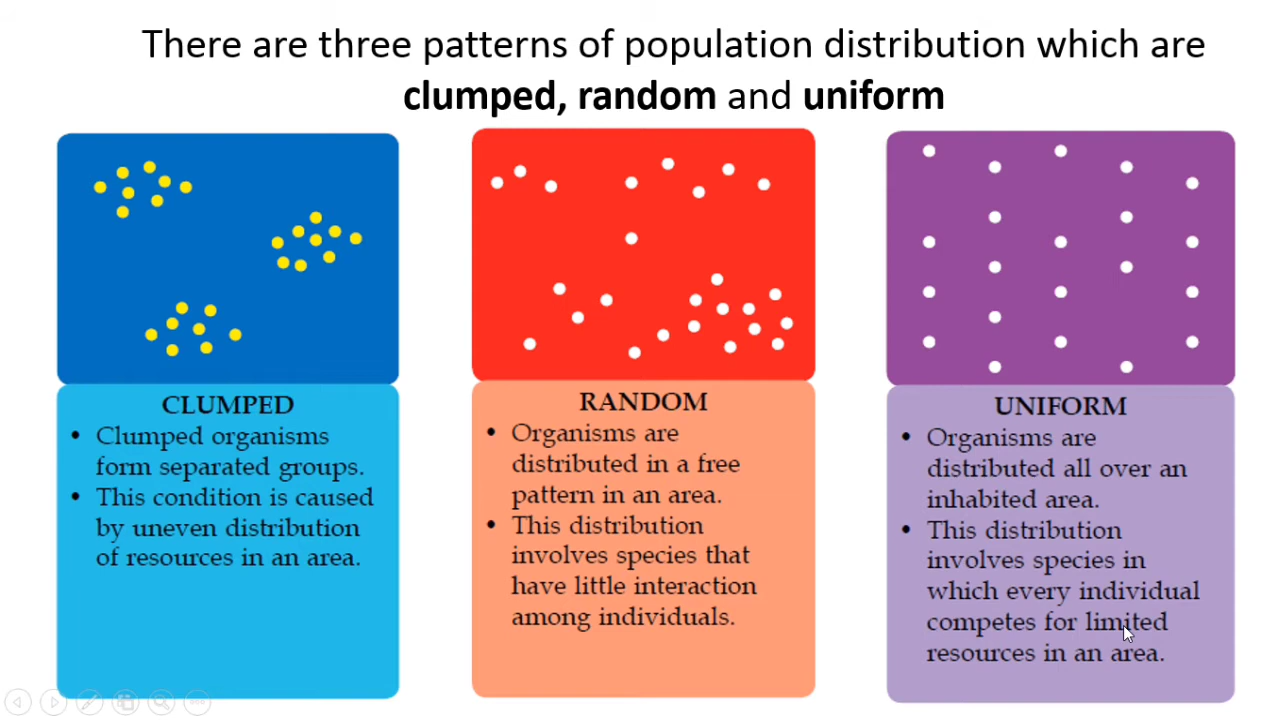 There are three patterns of population distribution which are
clumped, random and uniform
CLUMPED
• Clumped organisms
form separated groups.
• This condition is caused
by uneven distribution
of resources in an area.
RANDOM
• Organisms are
distributed in a free
pattern in an area.
• This distribution
involves species that
have little interaction
among individuals.
UNIFORM
• Organisms are
distributed all over an
inhabited area.
• This distribution
involves species in
which every individual
competes for limited
resources in an area.